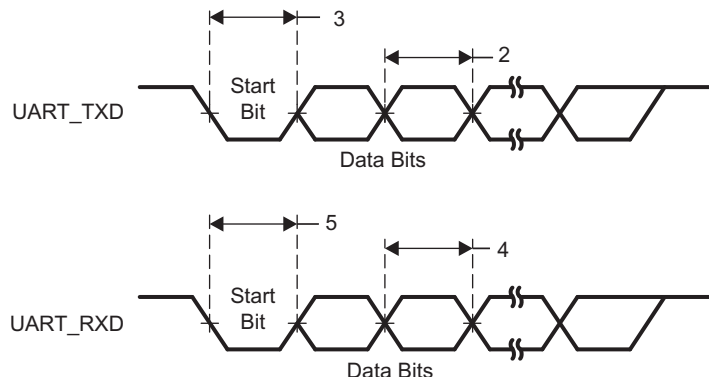 3
2
Start
Bit
UART_TXD
Data Bits
5
4
Start
Bit
UART_RXD
Data Bits